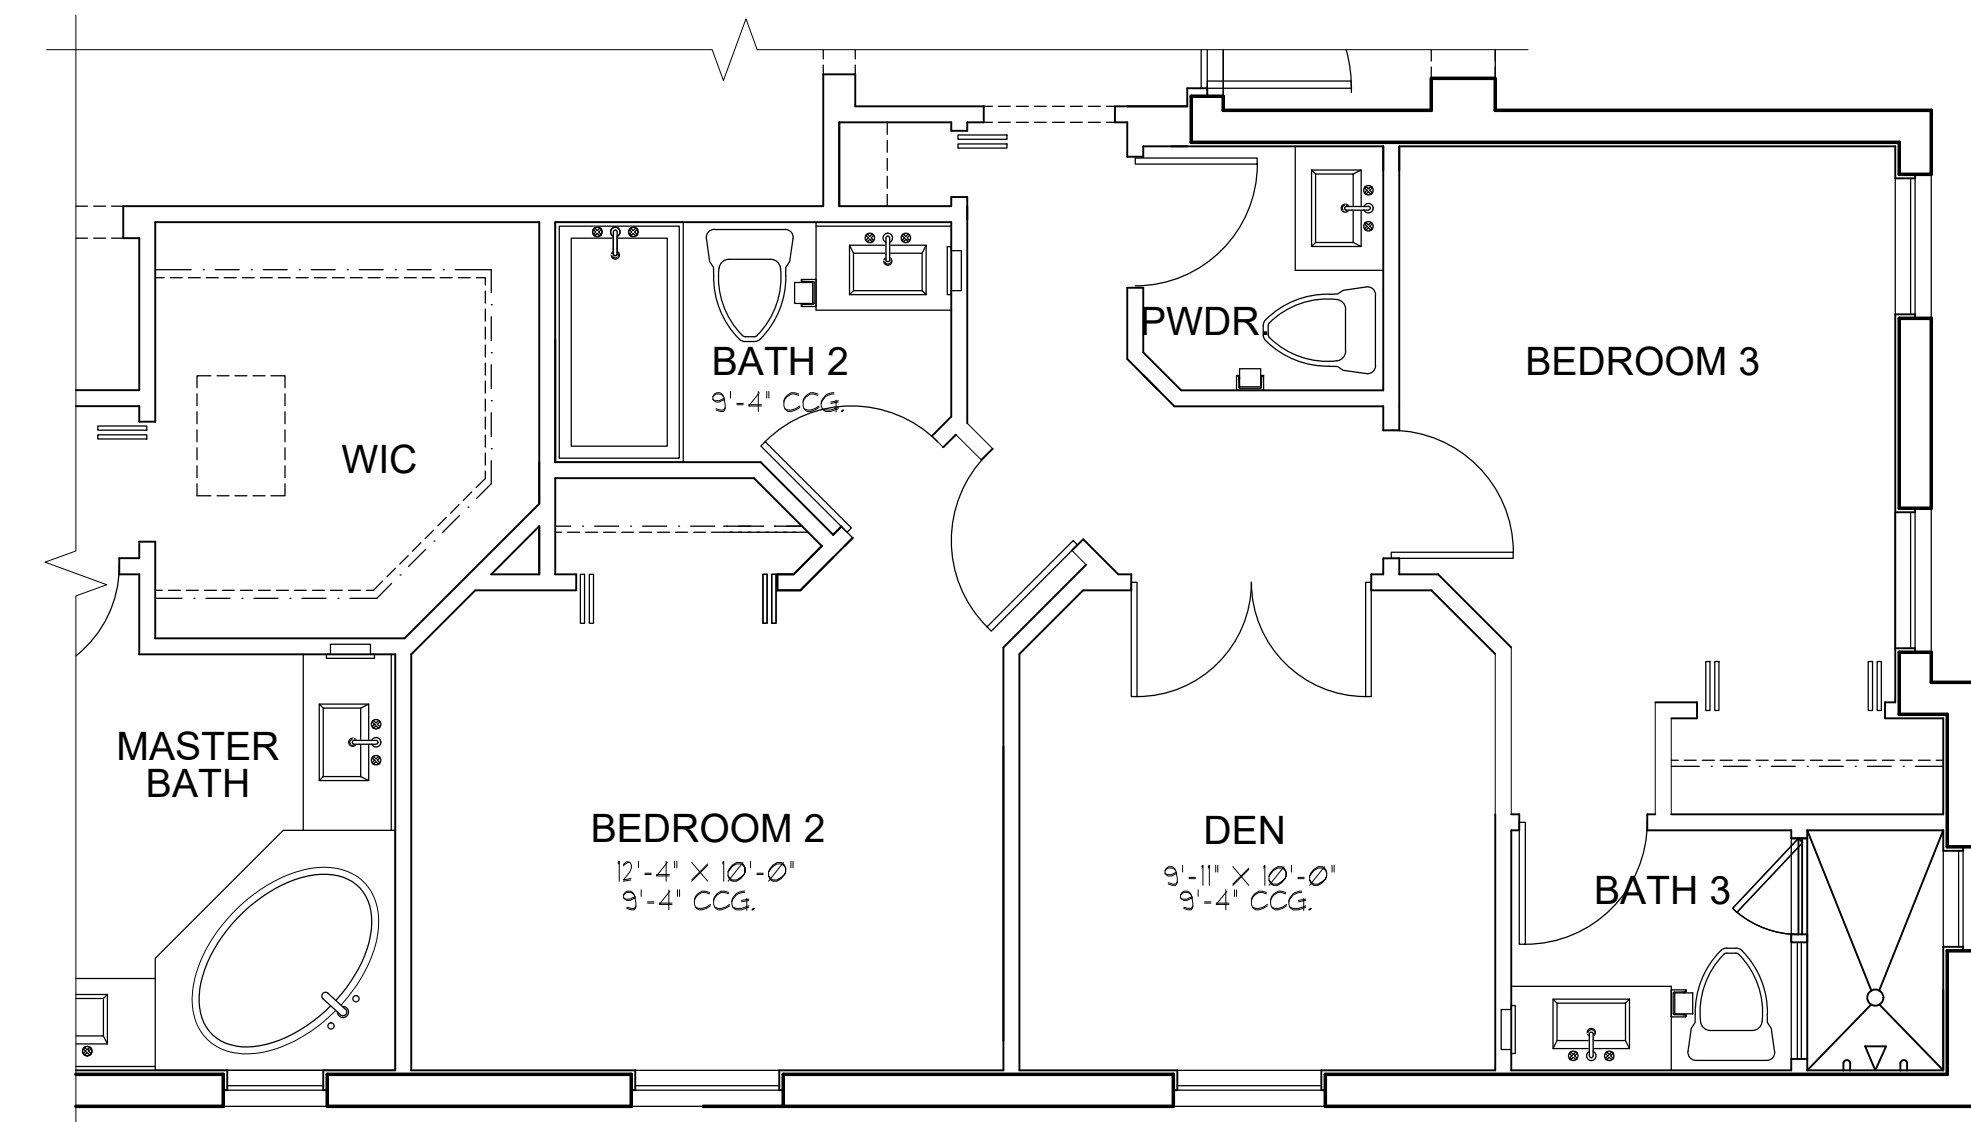 PWDR.
BATH 2
9'-4" CCG.
BEDROOM 3
WIC
MASTER
BATH
BEDROOM 2
12'-4" X 10'-0"
9'-4" CCG.
DEN
9'-11" X 10'-0"
9'-4" CCG.
BATH 3